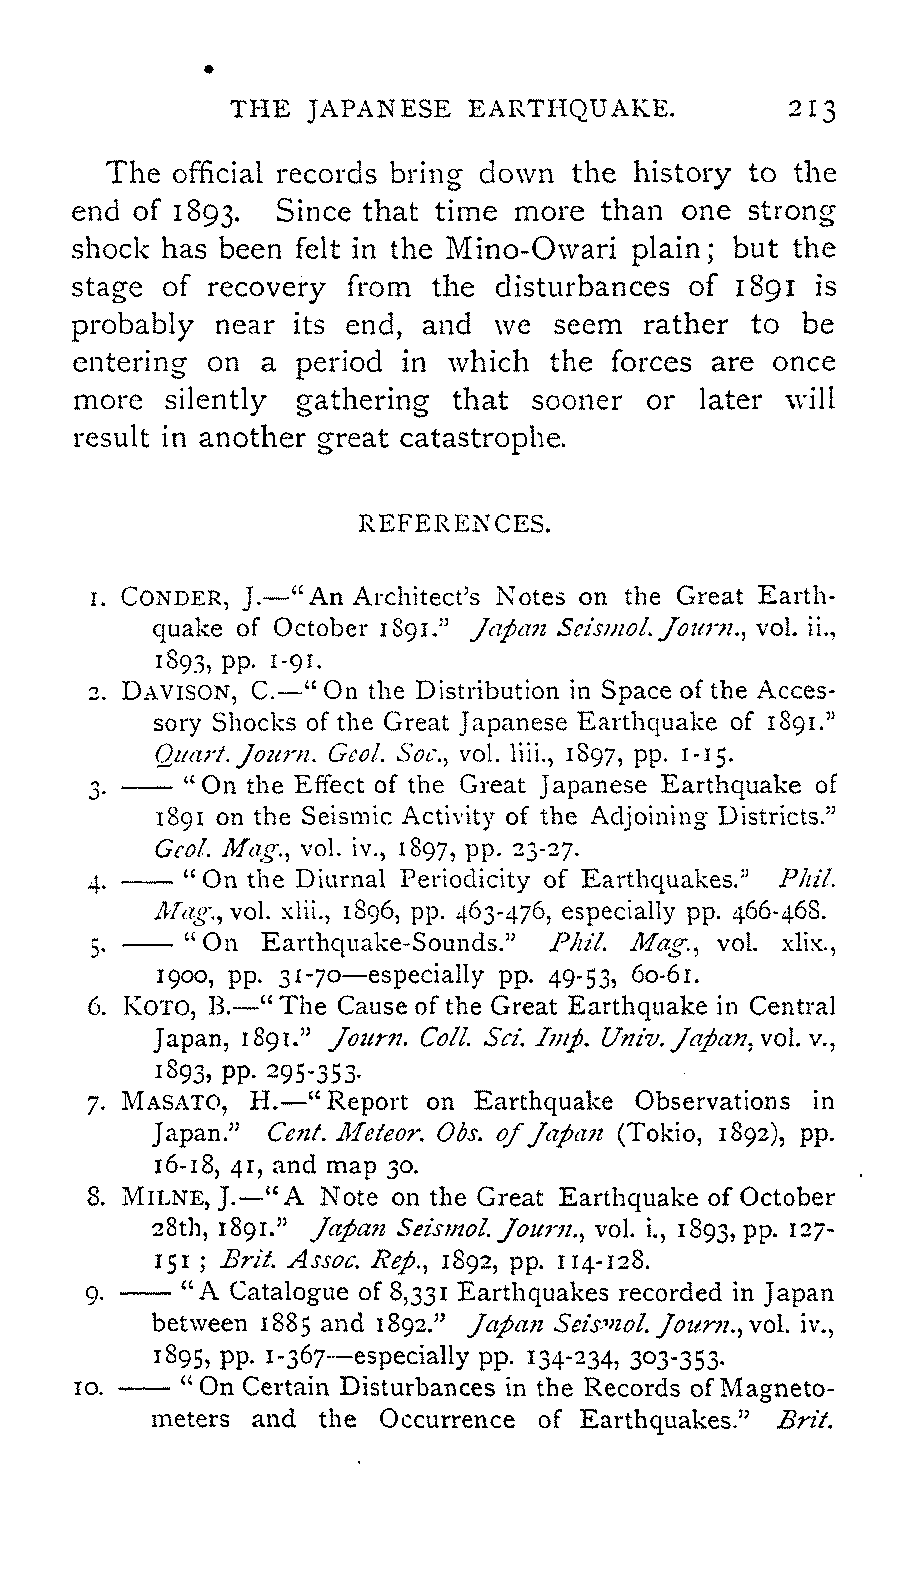 THE JAPANESE EARTHQUAKE. 213
The official records bring down the history to the
end of 1893. Since that time more than one strong
shock has been felt in the Mino-Owari plain; but the
stage of recovery from the disturbances of 1891 is
probably near its end, and we seem rather to be
entering on a period in which the forces are once
more silently gathering that sooner or later will
result in another great catastrophe.
REFERENCES.
1. CONDER, J.—“An Architect’s Notes on the Great Earth-
quake of October 1891.” Japan Seismol. Journ., vol. ii.,
1893, pp. 1-91.
2. DAVISON, C.—“On the Distribution in Space of the Acces-
sory Shocks of the Great Japanese Earthquake of 1891.”
Quart. Journ. Geol. Soc., vol. liii., 1897, pp. 1-15.
3. —— “On the Effect of the Great Japanese Earthquake of
1891 on the Seismic Activity of the Adjoining Districts.”
Geol. Mag., vol. iv., 1897, pp. 23-27.
4. —— “On the Diurnal Periodicity of Earthquakes.” Phil.
Mag., vol. xlii., 1896, pp. 463-476, especially pp. 466-468.
5. —— “On Earthquake-Sounds.” Phil. Mag., vol. xlix.,
1900, pp. 31-70—especially pp. 49-53, 60-61.
6. KOTO, B.—“The Cause of the Great Earthquake in Central
Japan, 1891.” Journ. Coll. Sci. Imp. Univ. Japan, vol. v.,
1893, pp. 295-353.
7. MASATO, H.—“Report on Earthquake Observations in
Japan.” Cent. Meteor. Obs. of Japan (Tokio, 1892), pp.
16-18, 41, and map 30.
8. MILNE, J.—“A Note on the Great Earthquake of October
28th, 1891.” Japan Seismol. Journ., vol. i., 1893, pp. 127-
151; Brit. Assoc. Rep., 1892, pp. 114-128.
9. —— “A Catalogue of 8,331 Earthquakes recorded in Japan
between 1885 and 1892.” Japan Seismol. Journ., vol. iv.,
1895, pp. 1-367—especially pp. 134-234, 303-353.
10. —— “On Certain Disturbances in the Records of Magneto-
meters and the Occurrence of Earthquakes.” Brit.